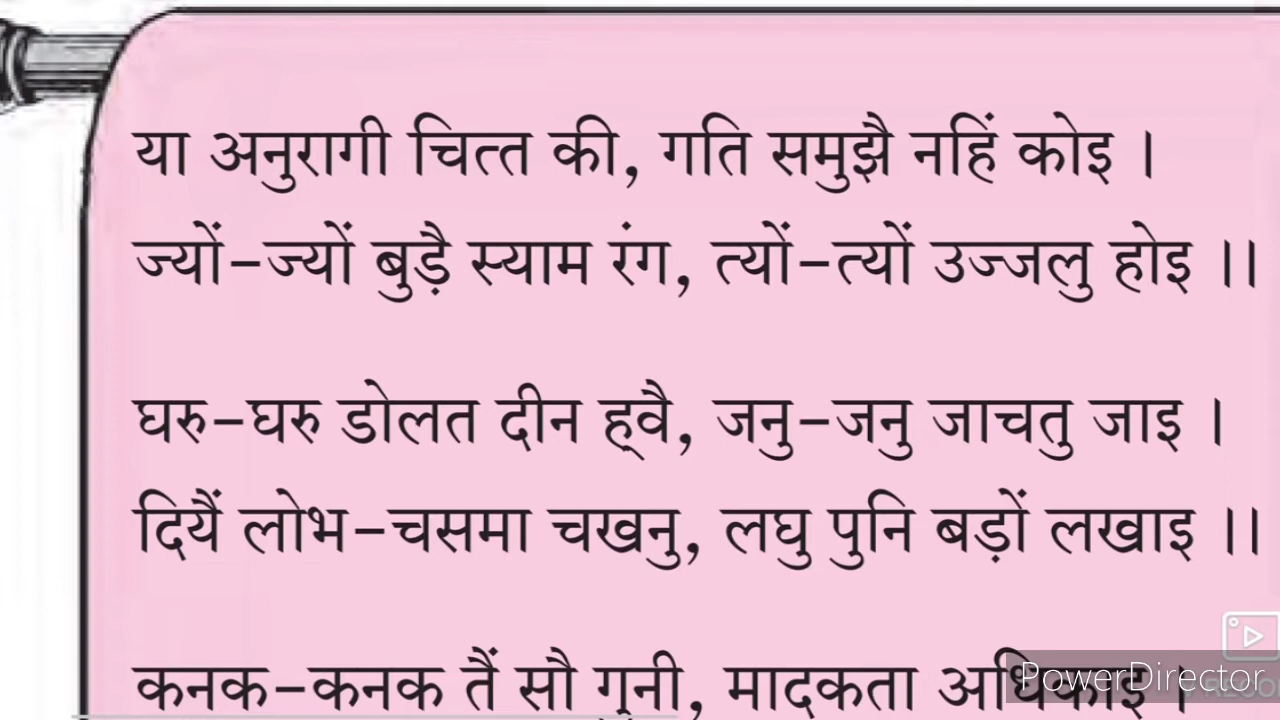 या अनुरागी चित्त की, गति समुझै नहिं कोइ ।
ज्यों-ज्यों बुड़ै स्याम रंग, त्यों-त्यों उज्जलु होइ ।।
घरु-घरु डोलत दीन ह्वै, जनु-जनु जाचतु जाइ ।
दियैं लोभ-चसमा चखनु, लघु पुनि बड़ों लखाइ ।।
कनक-कनक तैं सौ गुनी, मादकता अधिकाइ ।
PowerDirector